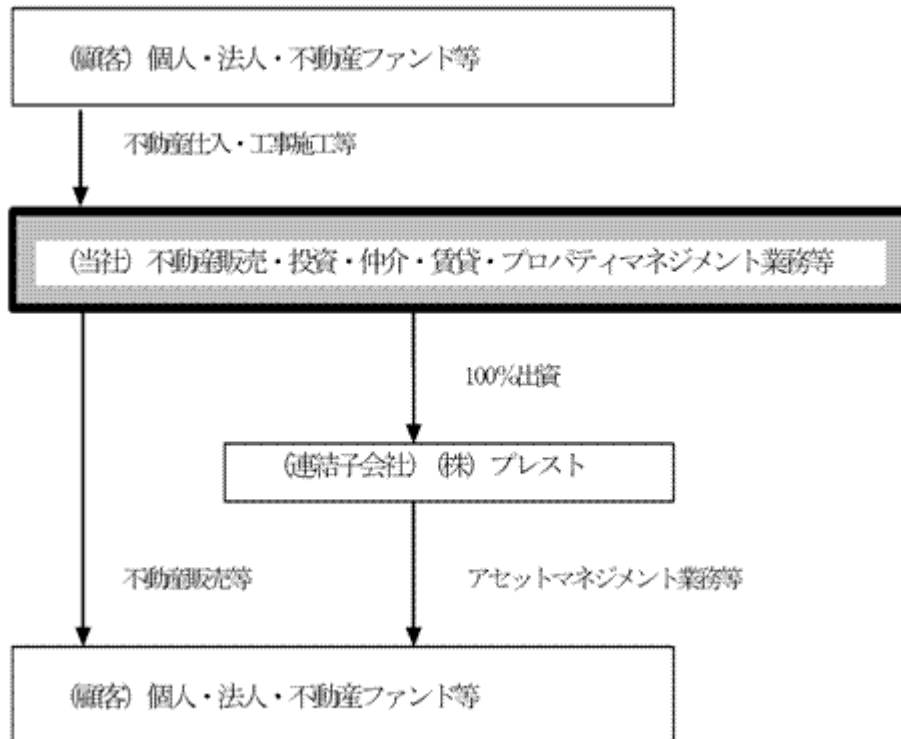 (顧客) 個人・法人・不動産ファンド等
不動産仕入・工事施工等
(当社) 不動産販売・投資・仲介・賃貸・プロパティマネジメント業務等
100%出資
(連結子会社) (株) プレスト
不動産販売等
アセットマネジメント業務等
(顧客) 個人・法人・不動産ファンド等